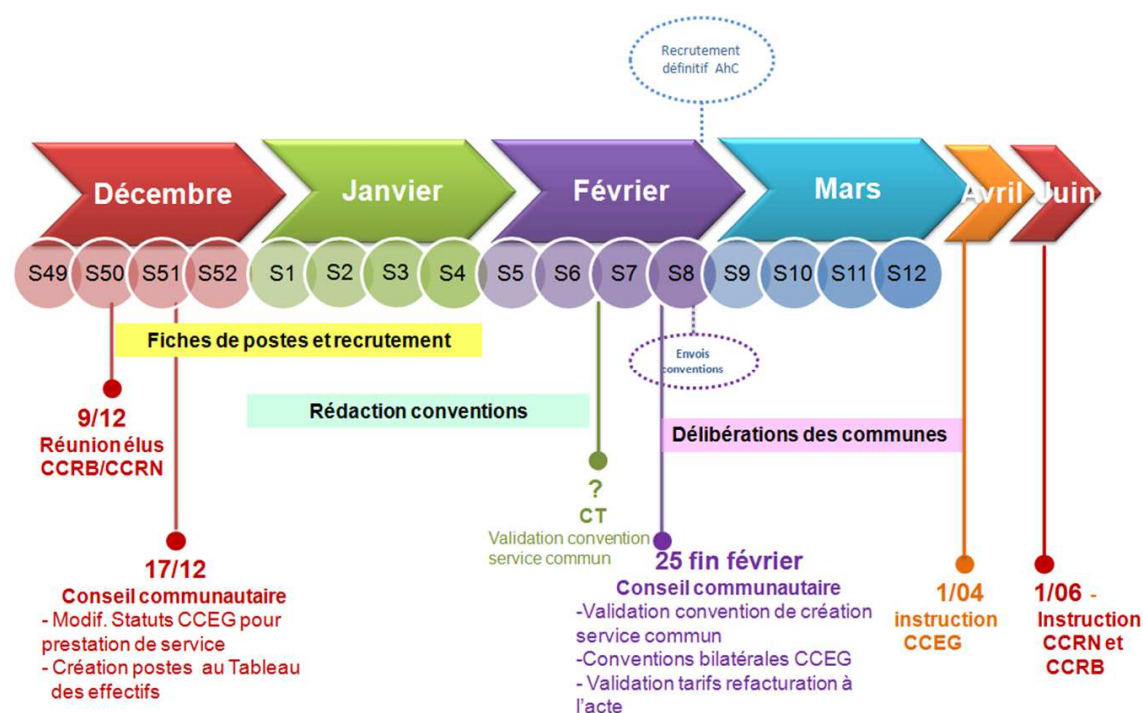 Recrutement
définitif AhC
Décembre
Janvier
Février
Mars
Avril
Juin
S49 S50 S51 S52 S1 S2 S3 S4 S5 S6 S7 S8 S9 S10 S11 S12
Fiches de postes et recrutement
Envois
conventions
Rédaction conventions
Délibérations des communes
9/12
Réunion élus
CCRB/CCRN
?
CT
Validation convention
service commun
17/12
Conseil communautaire
- Modif. Statuts CCEG pour
prestation de service
- Création postes au Tableau
des effectifs
25 fin février
Conseil communautaire
-Validation convention de création
service commun
-Conventions bilatérales CCEG
- Validation tarifs refacturation à
l'acte
1/04
instruction
CCEG
1/06 -
Instruction
CCRN et
CCRB